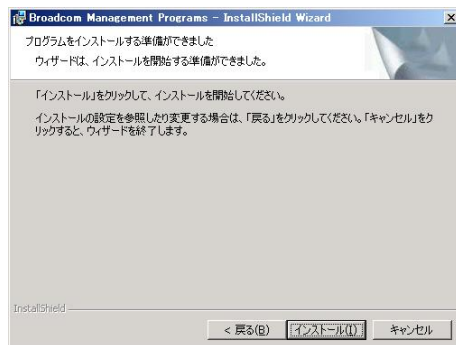 Broadcom Management Programs - InstallShield Wizard
プログラムをインストールする準備ができました
ウィザードは、インストールを開始する準備ができました。
「インストール」をクリックして、インストールを開始してください。
インストールの設定を参照したり変更する場合は、「戻る」をクリックしてください。「キャンセル」をク
リックすると、ウィザードを終了します。
InstallShield
< 戻る(B) インストール(I) キャンセル